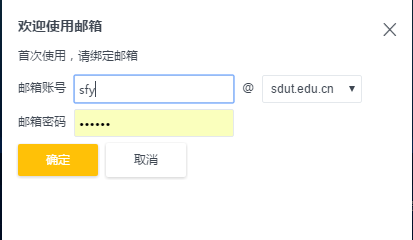 欢迎使用邮箱
首次使用，请绑定邮箱
邮箱账号 sfy @ sdut.edu.cn ▼
邮箱密码 ••••••
确定 取消